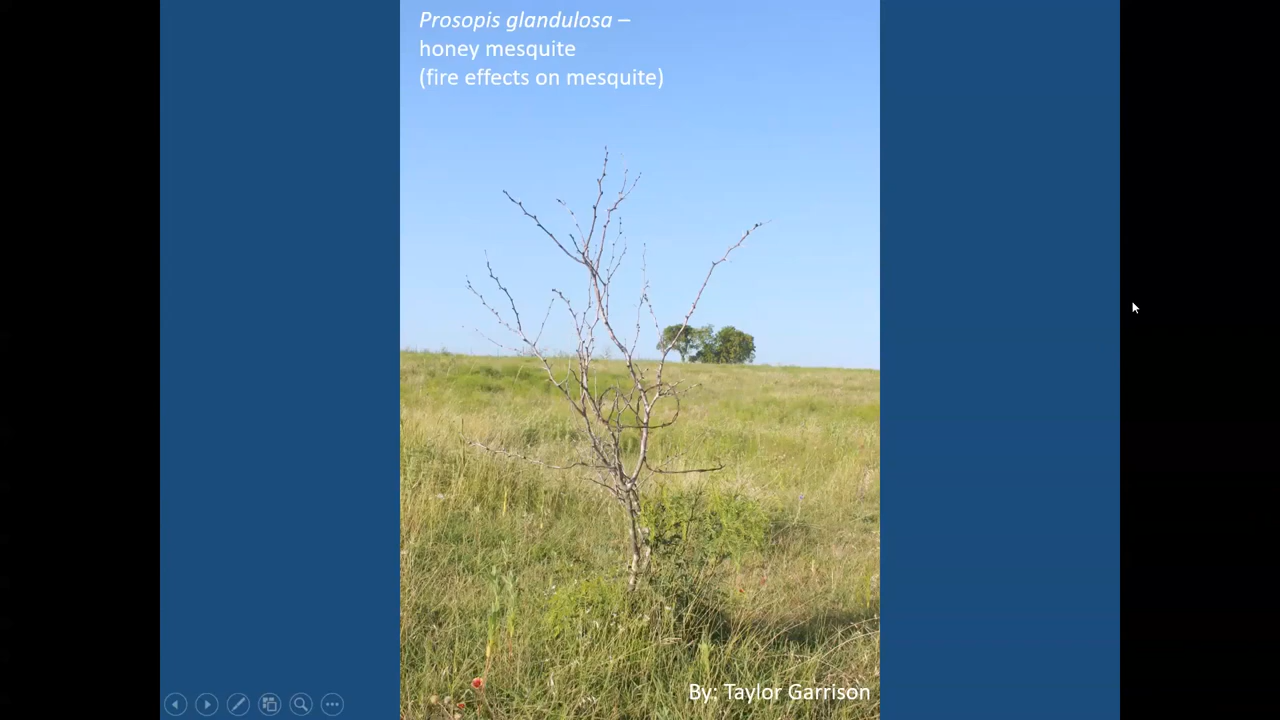 Prosopis glandulosa –
honey mesquite
(fire effects on mesquite)
By: Taylor Garrison